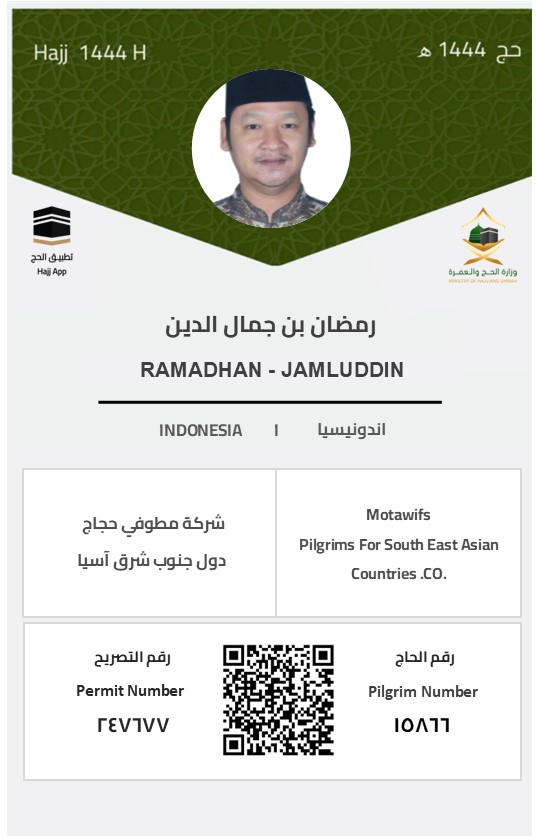 Hajj 1444 H
حج 1444 هـ
تطبيق الحج
Hajj App
وزارة الحج والعمرة
MINISTRY OF HAJJ AND UMRAH
رمضان بن جمال الدين
RAMADHAN - JAMLUDDIN
INDONESIA | اندونيسيا
شركة مطوفي حجاج
دول جنوب شرق آسيا
Motawifs
Pilgrims For South East Asian
Countries .CO.
رقم التصريح
Permit Number
٢٤٧٦٧٧
رقم الحاج
Pilgrim Number
١٥٨٦٦